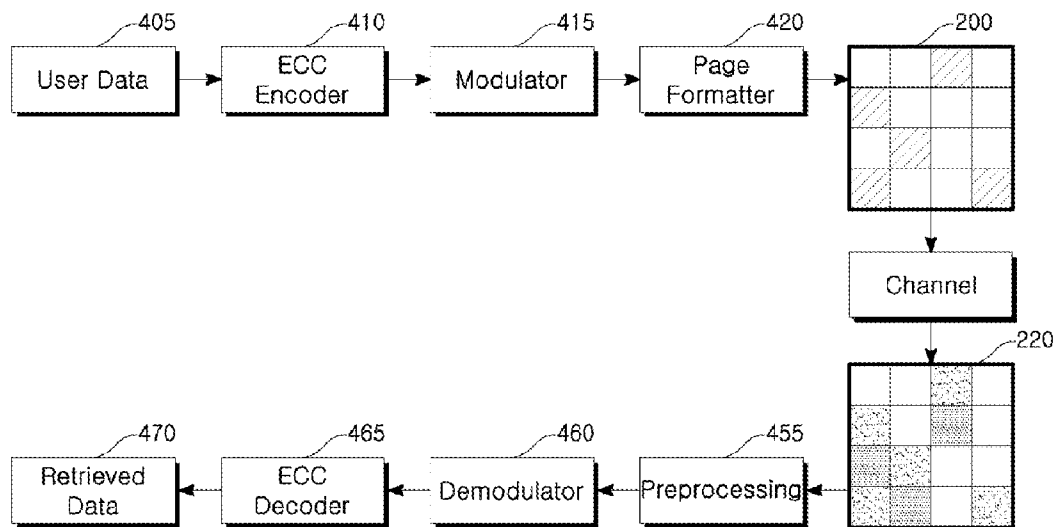 405
410
415
420
200
User Data
ECC
Encoder
Modulator
Page
Formatter
Channel
220
470
465
460
455
Retrieved
Data
ECC
Decoder
Demodulator
Preprocessing